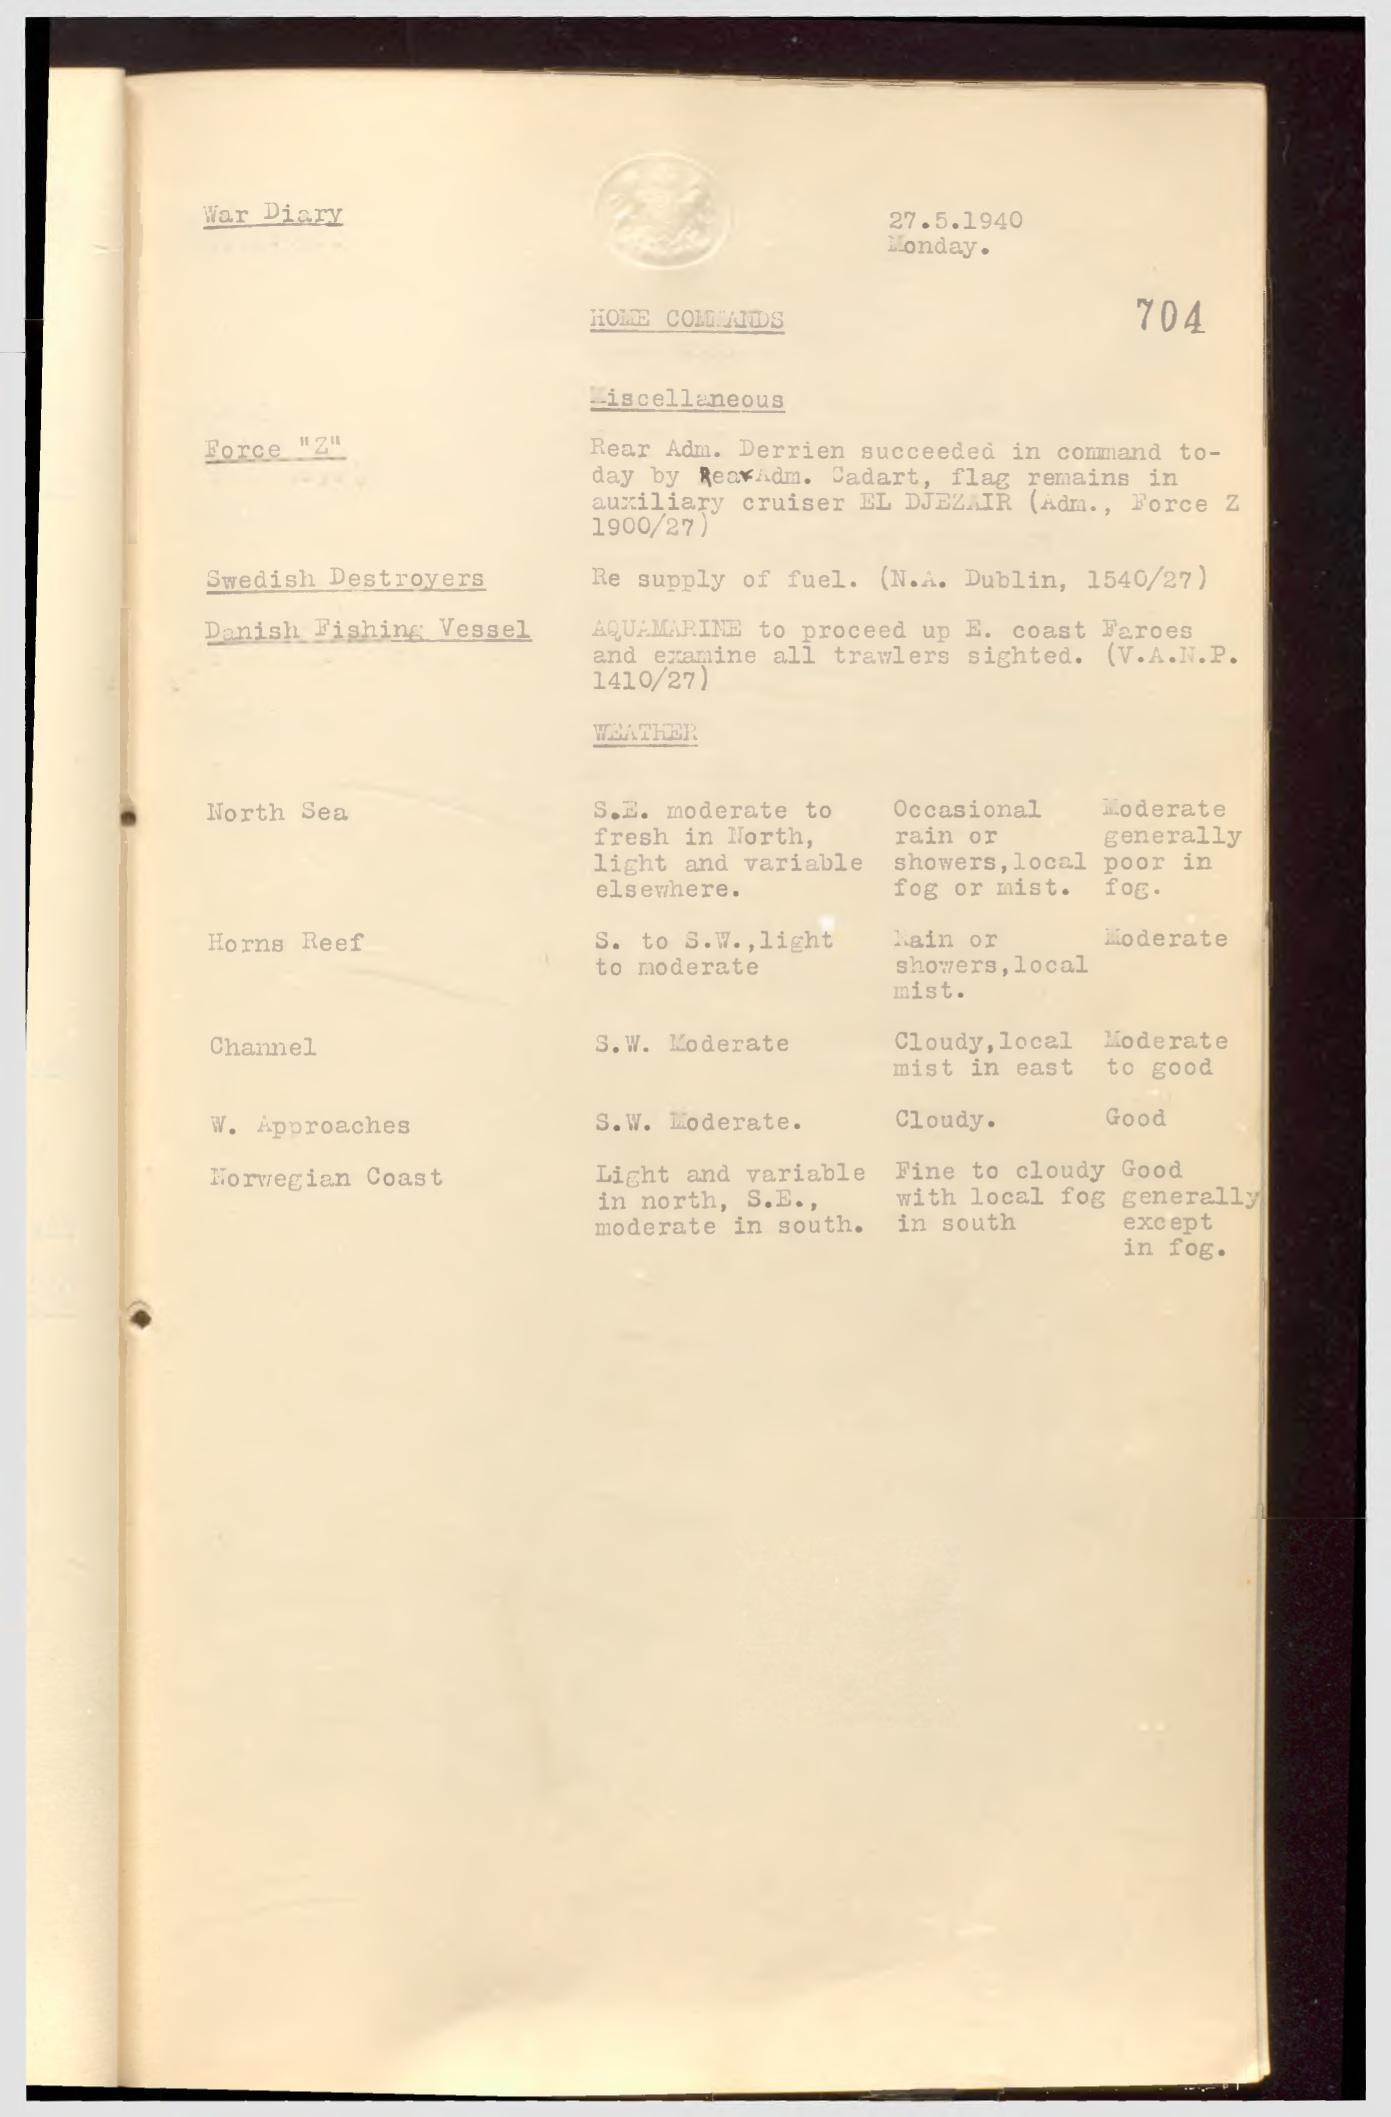 War Diary
27.5.1940
Monday.
HOME COMMANDS
704
Miscellaneous
Force "Z"
Rear Adm. Derrien succeeded in command to-
day by Rear Adm. Cadart, flag remains in
auxiliary cruiser EL DJEZAIR (Adm., Force Z
1900/27)
Swedish Destroyers
Re supply of fuel. (N.A. Dublin, 1540/27)
Danish Fishing Vessel
AQUAMARINE to proceed up E. coast Faroes
and examine all trawlers sighted. (V.A.N.P.
1410/27)
WEATHER
North Sea
S.E. moderate to
fresh in North,
light and variable
elsewhere.
Occasional
rain or
showers,local
fog or mist.
Moderate
generally
poor in
fog.
Horns Reef
S. to S.W.,light
to moderate
Rain or
showers,local
mist.
Moderate
Channel
S.W. Moderate
Cloudy,local
mist in east
Moderate
to good
W. Approaches
S.W. Moderate.
Cloudy.
Good
Norwegian Coast
Light and variable
in north, S.E.,
moderate in south.
Fine to cloudy
with local fog
in south
Good
generally
except
in fog.